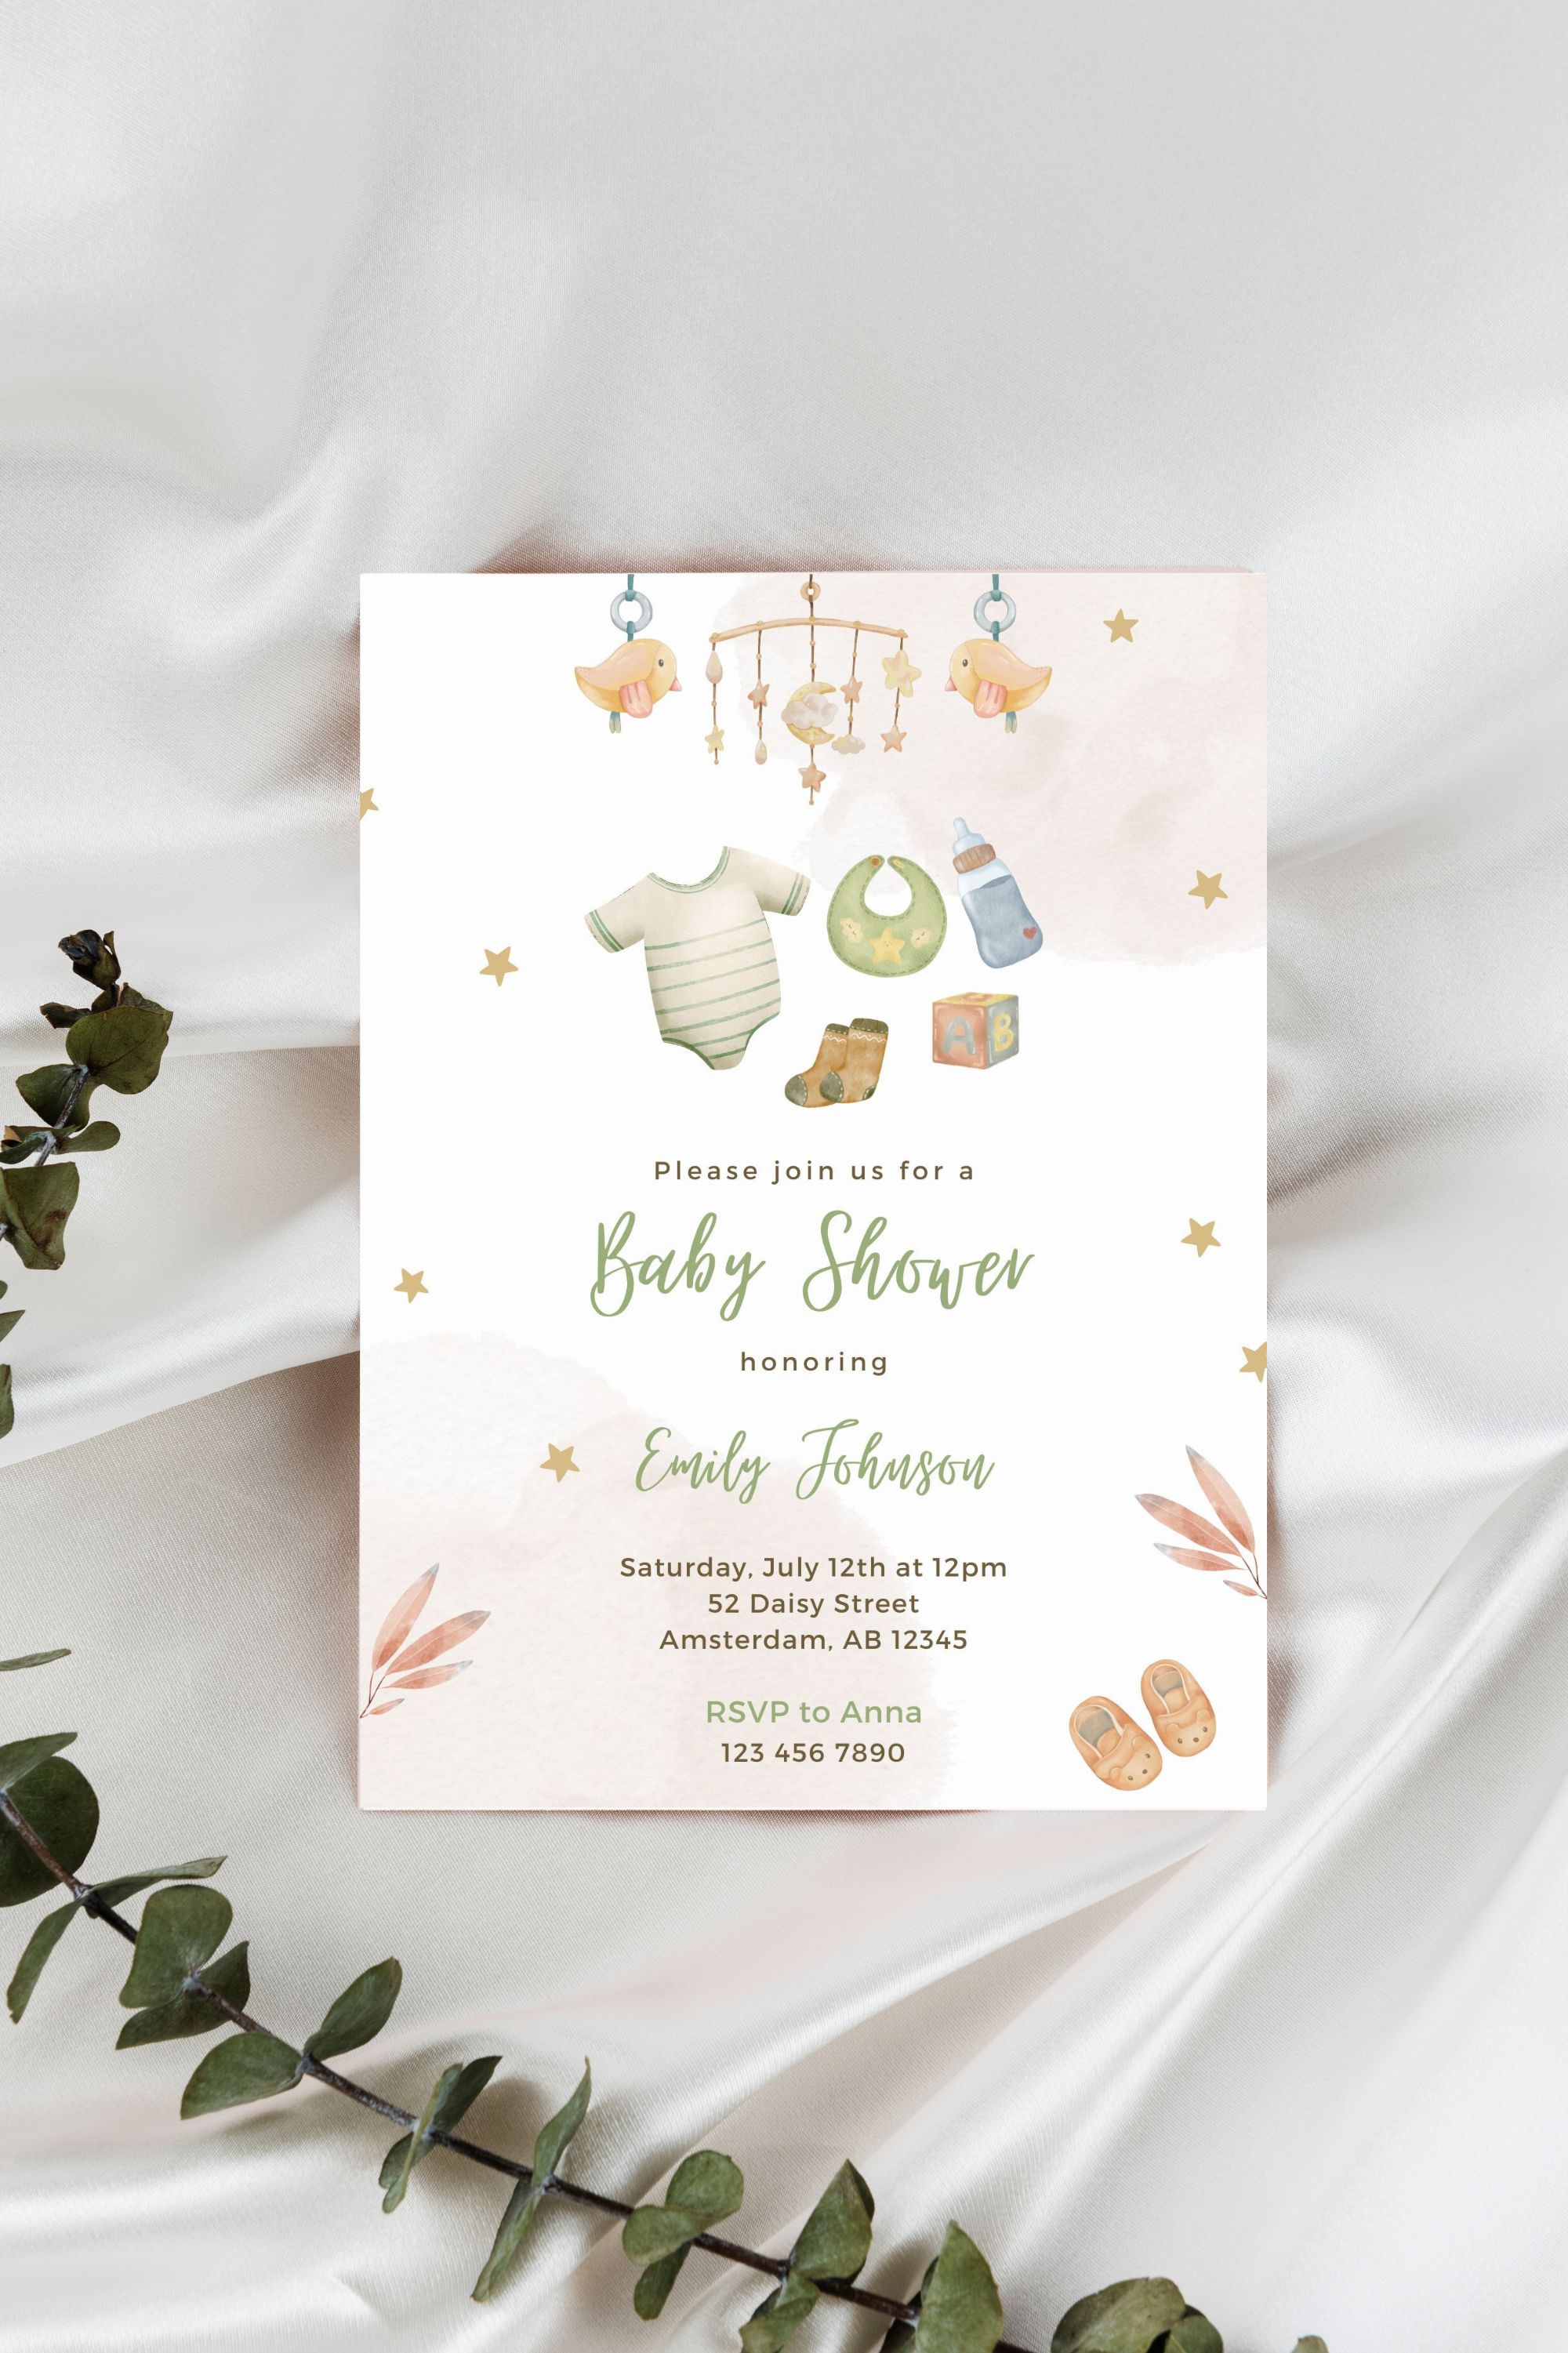 A B
Please join us for a
Baby Shower
honoring
Emily Johnson
Saturday, July 12th at 12pm
52 Daisy Street
Amsterdam, AB 12345
RSVP to Anna
123 456 7890